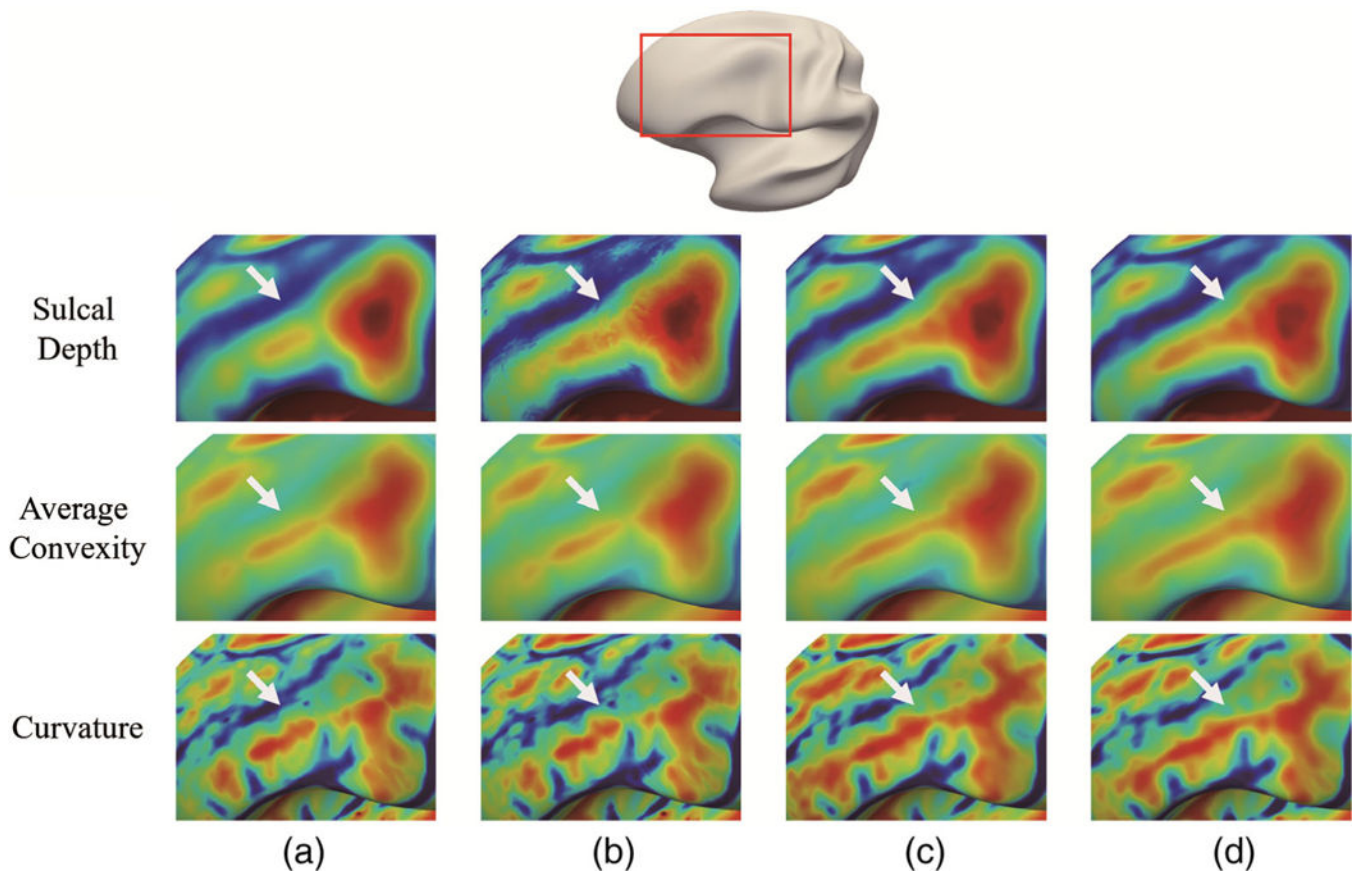 Sulcal
Depth
Average
Convexity
Curvature
(a) (b) (c) (d)